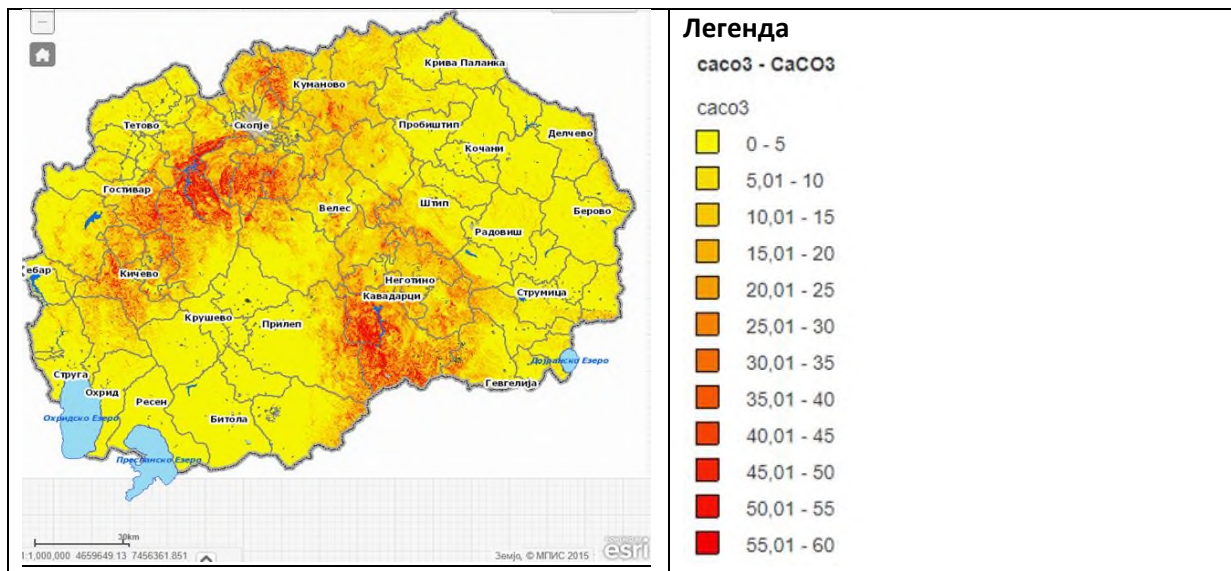 Крива Паланка
Куманово
Тетово
Скопје
Пробиштип
Делчево
Кочани
Гостивар
Велес
Штип
Берово
Радовиш
Кичево
Неготино
Кавадарци
Струмица
Крушево
Прилеп
Дојранско Езеро
Гевгелија
Струга
Охрид
Ресен
Охридско Езеро
Битола
Преспанско Езеро
30km
1:1,000,000 4659649.13 7456361.851
Земјо, © МПИС 2015
esri
Легенда
caco3 - CaCO3
caco3
0 - 5
5,01 - 10
10,01 - 15
15,01 - 20
20,01 - 25
25,01 - 30
30,01 - 35
35,01 - 40
40,01 - 45
45,01 - 50
50,01 - 55
55,01 - 60